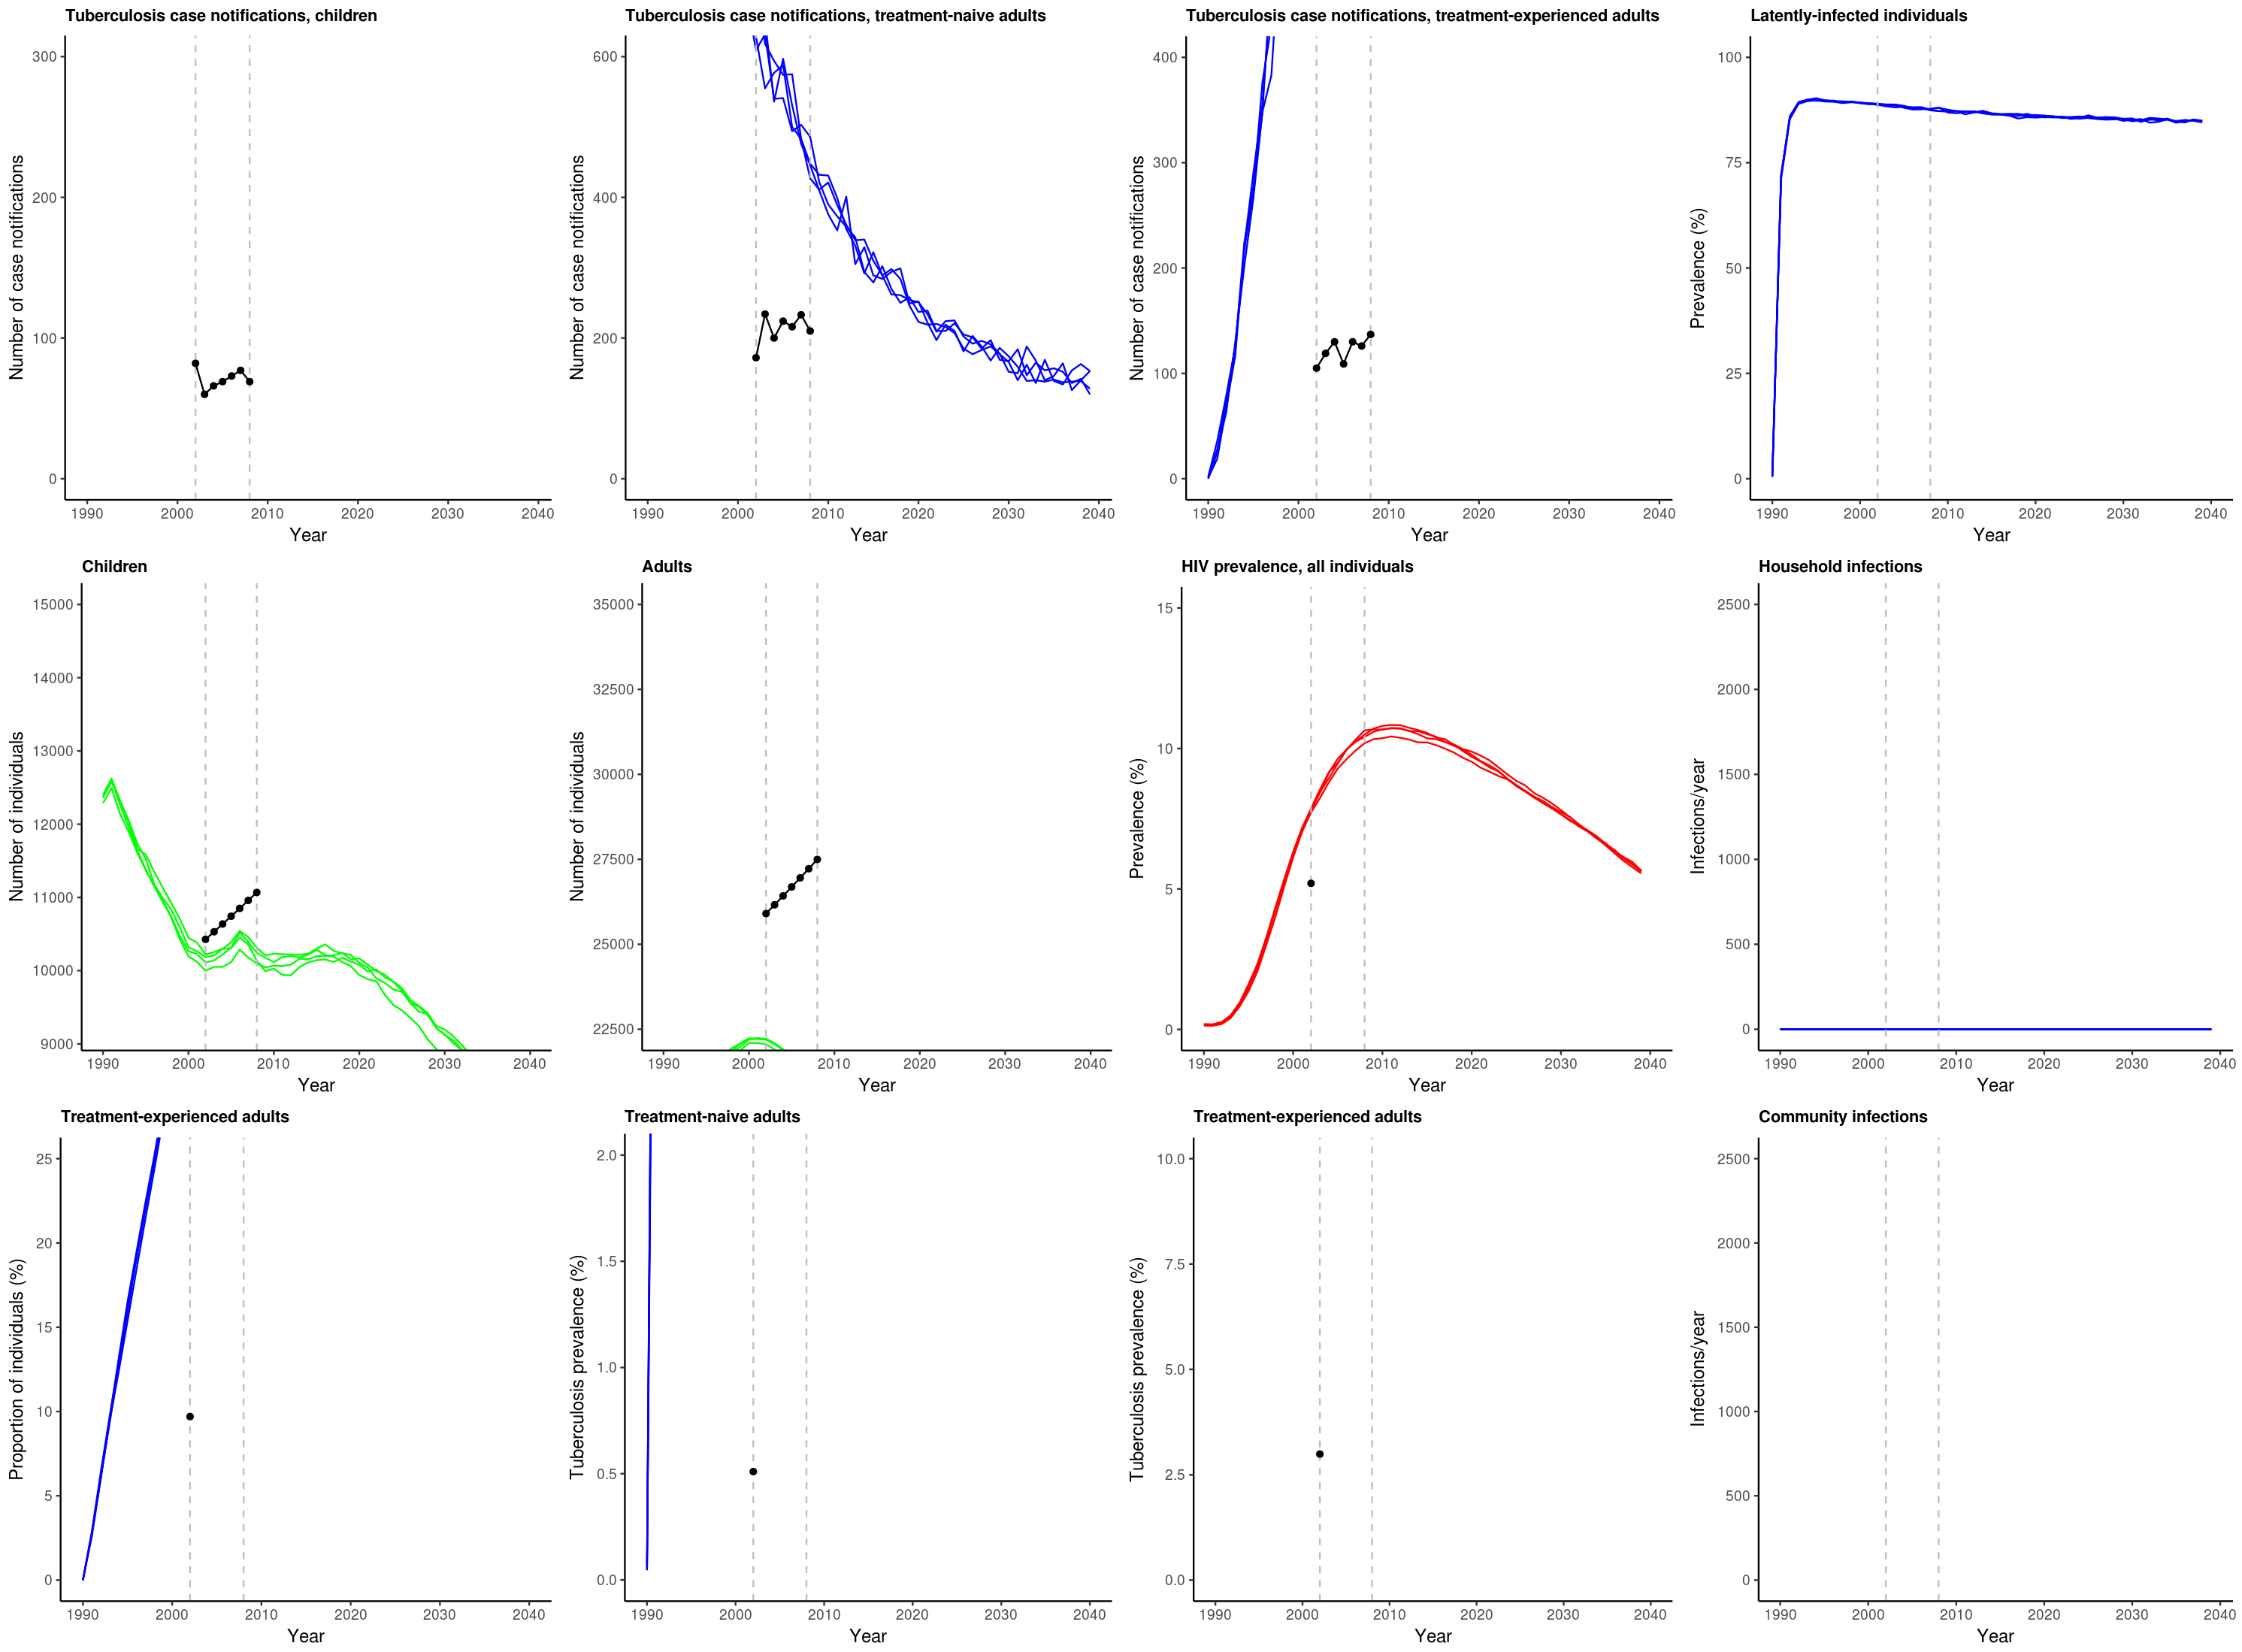 Tuberculosis case notifications, children
Number of case notifications
300
200
100
0
1990 2000 2010 2020 2030 2040
Year
Tuberculosis case notifications, treatment-naive adults
Number of case notifications
600
400
200
0
1990 2000 2010 2020 2030 2040
Year
Tuberculosis case notifications, treatment-experienced adults
Number of case notifications
400
300
200
100
0
1990 2000 2010 2020 2030 2040
Year
Latently-infected individuals
Prevalence (%)
100
75
50
25
0
1990 2000 2010 2020 2030 2040
Year
Children
Number of individuals
15000
14000
13000
12000
11000
10000
9000
1990 2000 2010 2020 2030 2040
Year
Adults
Number of individuals
35000
32500
30000
27500
25000
22500
1990 2000 2010 2020 2030 2040
Year
HIV prevalence, all individuals
Prevalence (%)
15
10
5
0
1990 2000 2010 2020 2030 2040
Year
Household infections
Infections/year
2500
2000
1500
1000
500
0
1990 2000 2010 2020 2030 2040
Year
Treatment-experienced adults
Proportion of individuals (%)
25
20
15
10
5
0
1990 2000 2010 2020 2030 2040
Year
Treatment-naive adults
Tuberculosis prevalence (%)
2.0
1.5
1.0
0.5
0.0
1990 2000 2010 2020 2030 2040
Year
Treatment-experienced adults
Tuberculosis prevalence (%)
10.0
7.5
5.0
2.5
0.0
1990 2000 2010 2020 2030 2040
Year
Community infections
Infections/year
2500
2000
1500
1000
500
0
1990 2000 2010 2020 2030 2040
Year